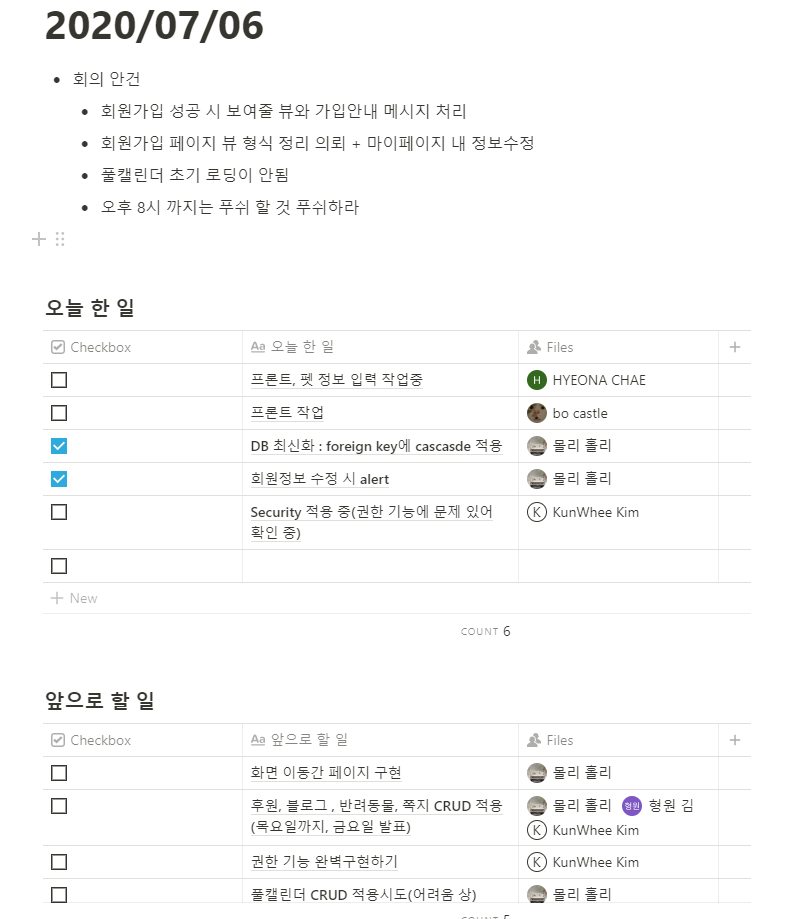 2020/07/06
회의 안건
회원가입 성공 시 보여줄 뷰와 가입안내 메시지 처리
회원가입 페이지 뷰 형식 정리 의뢰 + 마이페이지 내 정보수정
풀캘린더 초기 로딩이 안됨
오후 8시 까지는 푸쉬 할 것 푸쉬하라
오늘 한 일
Checkbox Aa 오늘 한 일 Files
프론트, 펫 정보 입력 작업중 H HYEONA CHAE
프론트 작업 bo castle
DB 최신화 : foreign key에 cascasde 적용 몰리 홀리
회원정보 수정 시 alert 몰리 홀리
Security 적용 중(권한 기능에 문제 있어 K KunWhee Kim
확인 중)
New
COUNT 6
앞으로 할 일
Checkbox Aa 앞으로 할 일 Files
화면 이동간 페이지 구현 몰리 홀리
후원, 블로그 , 반려동물, 쪽지 CRUD 적용 몰리 홀리 형원 형원 김
(목요일까지, 금요일 발표) K KunWhee Kim
권한 기능 완벽구현하기 K KunWhee Kim
풀캘린더 CRUD 적용시도(어려움 상) 몰리 홀리
COUNT 5